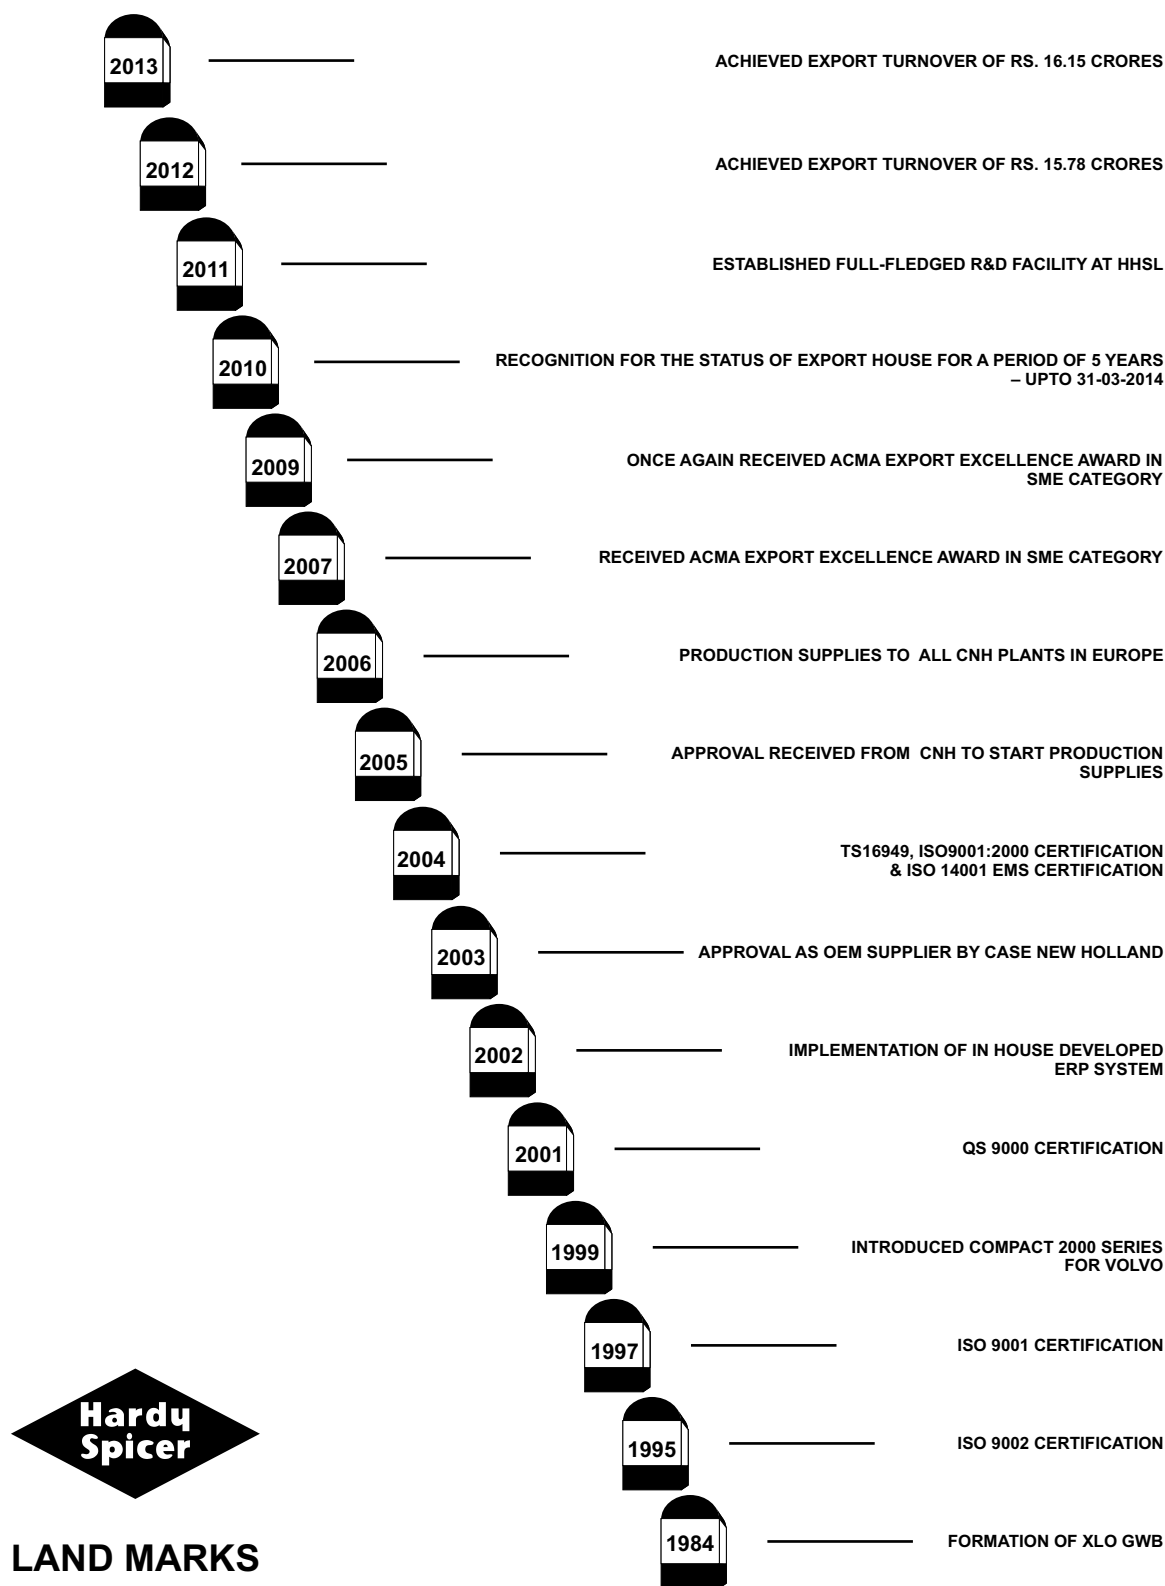 2013 ACHIEVED EXPORT TURNOVER OF RS. 16.15 CRORES
2012 ACHIEVED EXPORT TURNOVER OF RS. 15.78 CRORES
2011 ESTABLISHED FULL-FLEDGED R&D FACILITY AT HHSL
2010 RECOGNITION FOR THE STATUS OF EXPORT HOUSE FOR A PERIOD OF 5 YEARS
– UPTO 31-03-2014
2009 ONCE AGAIN RECEIVED ACMA EXPORT EXCELLENCE AWARD IN
SME CATEGORY
2007 RECEIVED ACMA EXPORT EXCELLENCE AWARD IN SME CATEGORY
2006 PRODUCTION SUPPLIES TO ALL CNH PLANTS IN EUROPE
2005 APPROVAL RECEIVED FROM CNH TO START PRODUCTION
SUPPLIES
2004 TS16949, ISO9001:2000 CERTIFICATION
& ISO 14001 EMS CERTIFICATION
2003 APPROVAL AS OEM SUPPLIER BY CASE NEW HOLLAND
2002 IMPLEMENTATION OF IN HOUSE DEVELOPED
ERP SYSTEM
2001 QS 9000 CERTIFICATION
1999 INTRODUCED COMPACT 2000 SERIES
FOR VOLVO
1997 ISO 9001 CERTIFICATION
1995 ISO 9002 CERTIFICATION
1984 FORMATION OF XLO GWB
Hardy
Spicer
LAND MARKS